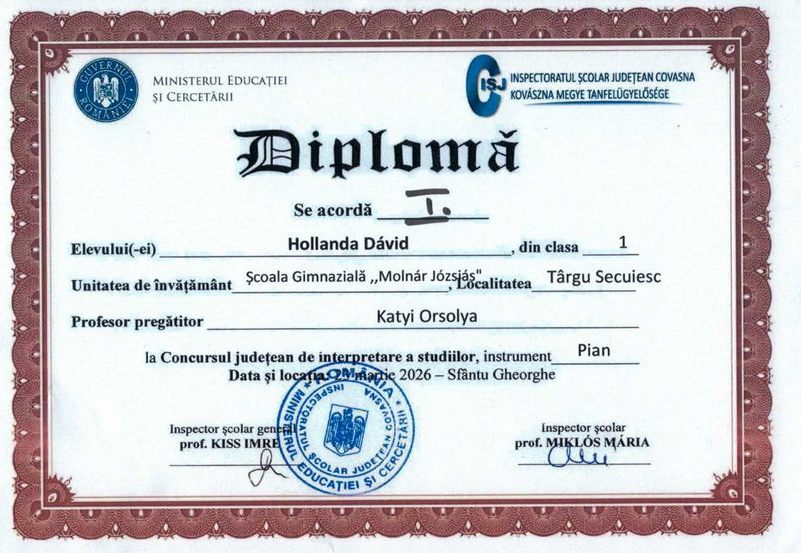 GUVERNUL ROMÂNIEI
MINISTERUL EDUCAȚIEI
ȘI CERCETĂRII
CISJ
INSPECTORATUL ȘCOLAR JUDEȚEAN COVASNA
KOVÁSZNA MEGYE TANFELÜGYELŐSÉGE
Diplomă
Se acordă I.
Elevului(-ei) Hollanda Dávid, din clasa 1
Unitatea de învățământ Școala Gimnazială ,,Molnár Józsiás", Localitatea Târgu Secuiesc
Profesor pregătitor Katyi Orsolya
la Concursul județean de interpretare a studiilor, instrument Pian
Data și locația: martie 2026 – Sfântu Gheorghe
Inspector școlar general
prof. KISS IMRE
Inspector școlar
prof. MIKLÓS MÁRIA
ROMÂNIA
MINISTERUL EDUCAȚIEI ȘI CERCETĂRII
INSPECTORATUL ȘCOLAR JUDEȚEAN COVASNA